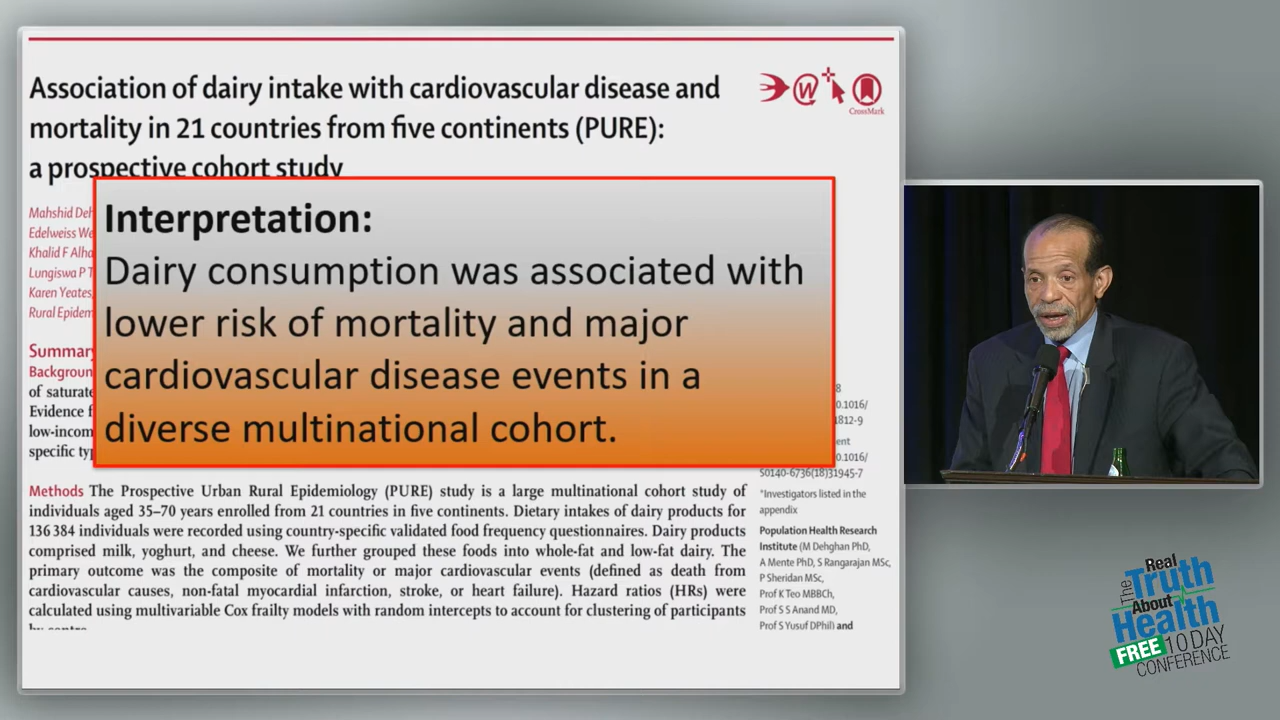 Association of dairy intake with cardiovascular disease and
mortality in 21 countries from five continents (PURE):
a prospective cohort study
CrossMark
Mahshid Deh
Edelweiss We
Khalid F Alha
Lungiswa P T
Karen Yeates,
Rural Epidem
Interpretation:
Dairy consumption was associated with
lower risk of mortality and major
cardiovascular disease events in a
diverse multinational cohort.
Summary
Backgroun
of saturate
Evidence f
low-incom
specific typ
8
0.1016/
1812-9
ent
0.1016/
S0140-6736(18)31945-7
*Investigators listed in the
appendix
Population Health Research
Institute (M Dehghan PhD,
A Mente PhD, S Rangarajan MSc,
P Sheridan MSc,
Prof K Teo MBBCh,
Prof S S Anand MD,
Prof S Yusuf DPhil) and
Methods The Prospective Urban Rural Epidemiology (PURE) study is a large multinational cohort study of
individuals aged 35–70 years enrolled from 21 countries in five continents. Dietary intakes of dairy products for
136 384 individuals were recorded using country-specific validated food frequency questionnaires. Dairy products
comprised milk, yoghurt, and cheese. We further grouped these foods into whole-fat and low-fat dairy. The
primary outcome was the composite of mortality or major cardiovascular events (defined as death from
cardiovascular causes, non-fatal myocardial infarction, stroke, or heart failure). Hazard ratios (HRs) were
calculated using multivariable Cox frailty models with random intercepts to account for clustering of participants
The Real
Truth
About
Health
FREE 10 DAY
CONFERENCE